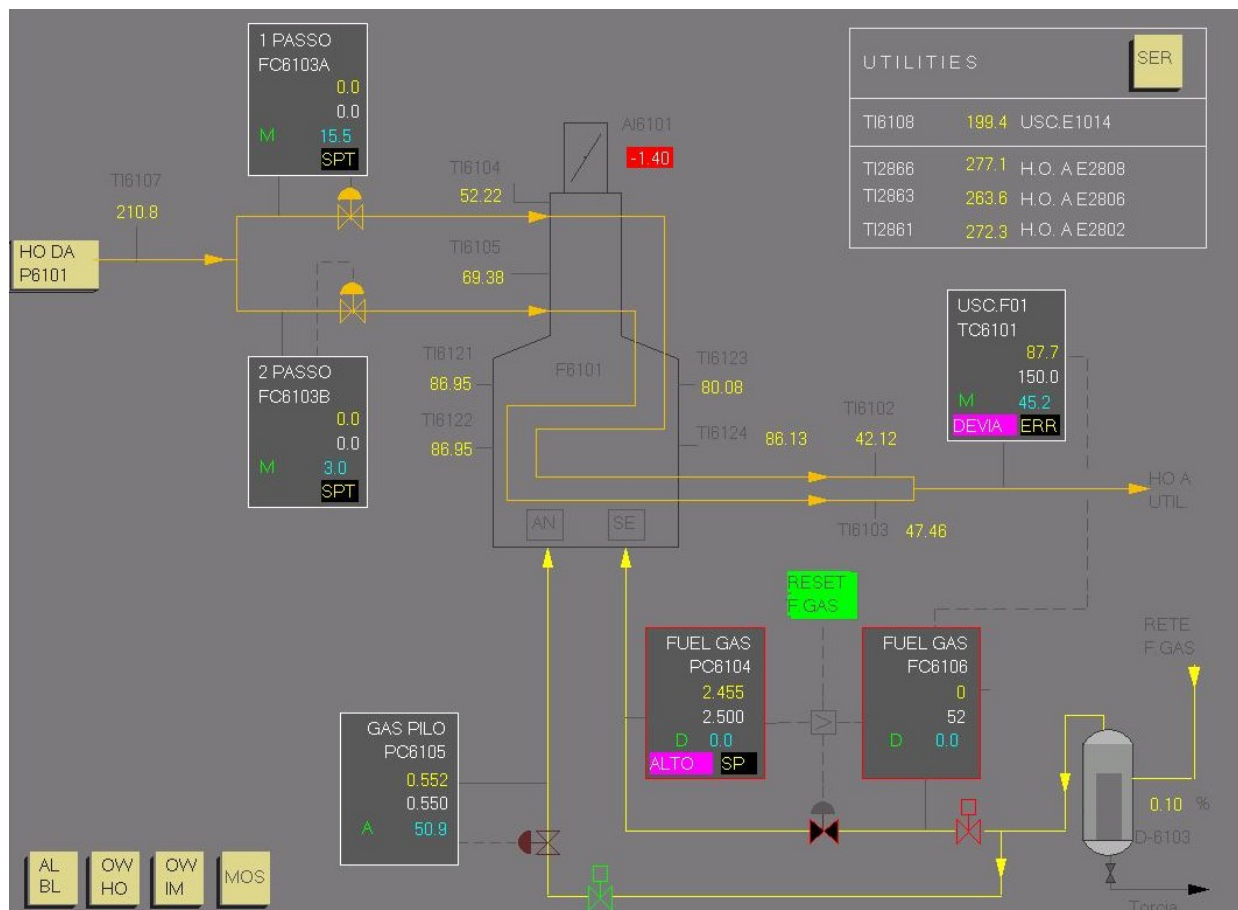 1 PASSO
FC6103A
0.0
0.0
M 15.5
SPT
UTILITIES
SER
TI6108 199.4 USC.E1014
TI2866 277.1 H.O. A E2808
TI2863 263.6 H.O. A E2806
TI2861 272.3 H.O. A E2802
AI6101
-1.40
TI6104
52.22
TI6107
210.8
TI6105
69.38
HO DA
P6101
2 PASSO
FC6103B
0.0
0.0
M 3.0
SPT
TI6121
86.95
TI6122
86.95
F6101
TI6123
80.08
TI6124 86.13
TI6102
42.12
TI6103 47.46
USC.F01
TC6101
87.7
150.0
M 45.2
DEVIA ERR
HO A
UTIL.
AN
SE
RESET
F.GAS
FUEL GAS
PC6104
2.455
2.500
D 0.0
ALTO SP
>
FUEL GAS
FC6106
0
52
D 0.0
RETE
F GAS
GAS PILO
PC6105
0.552
0.550
A 50.9
0.10 %
D-6103
Torcia
AL
BL
OW
HO
OW
IM
MOS